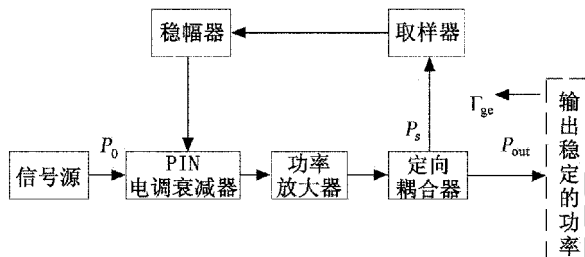 稳幅器
取样器
Γge
Ps
Pout
P0
信号源
PIN
电调衰减器
功率
放大器
定向
耦合器
输出稳定的功率